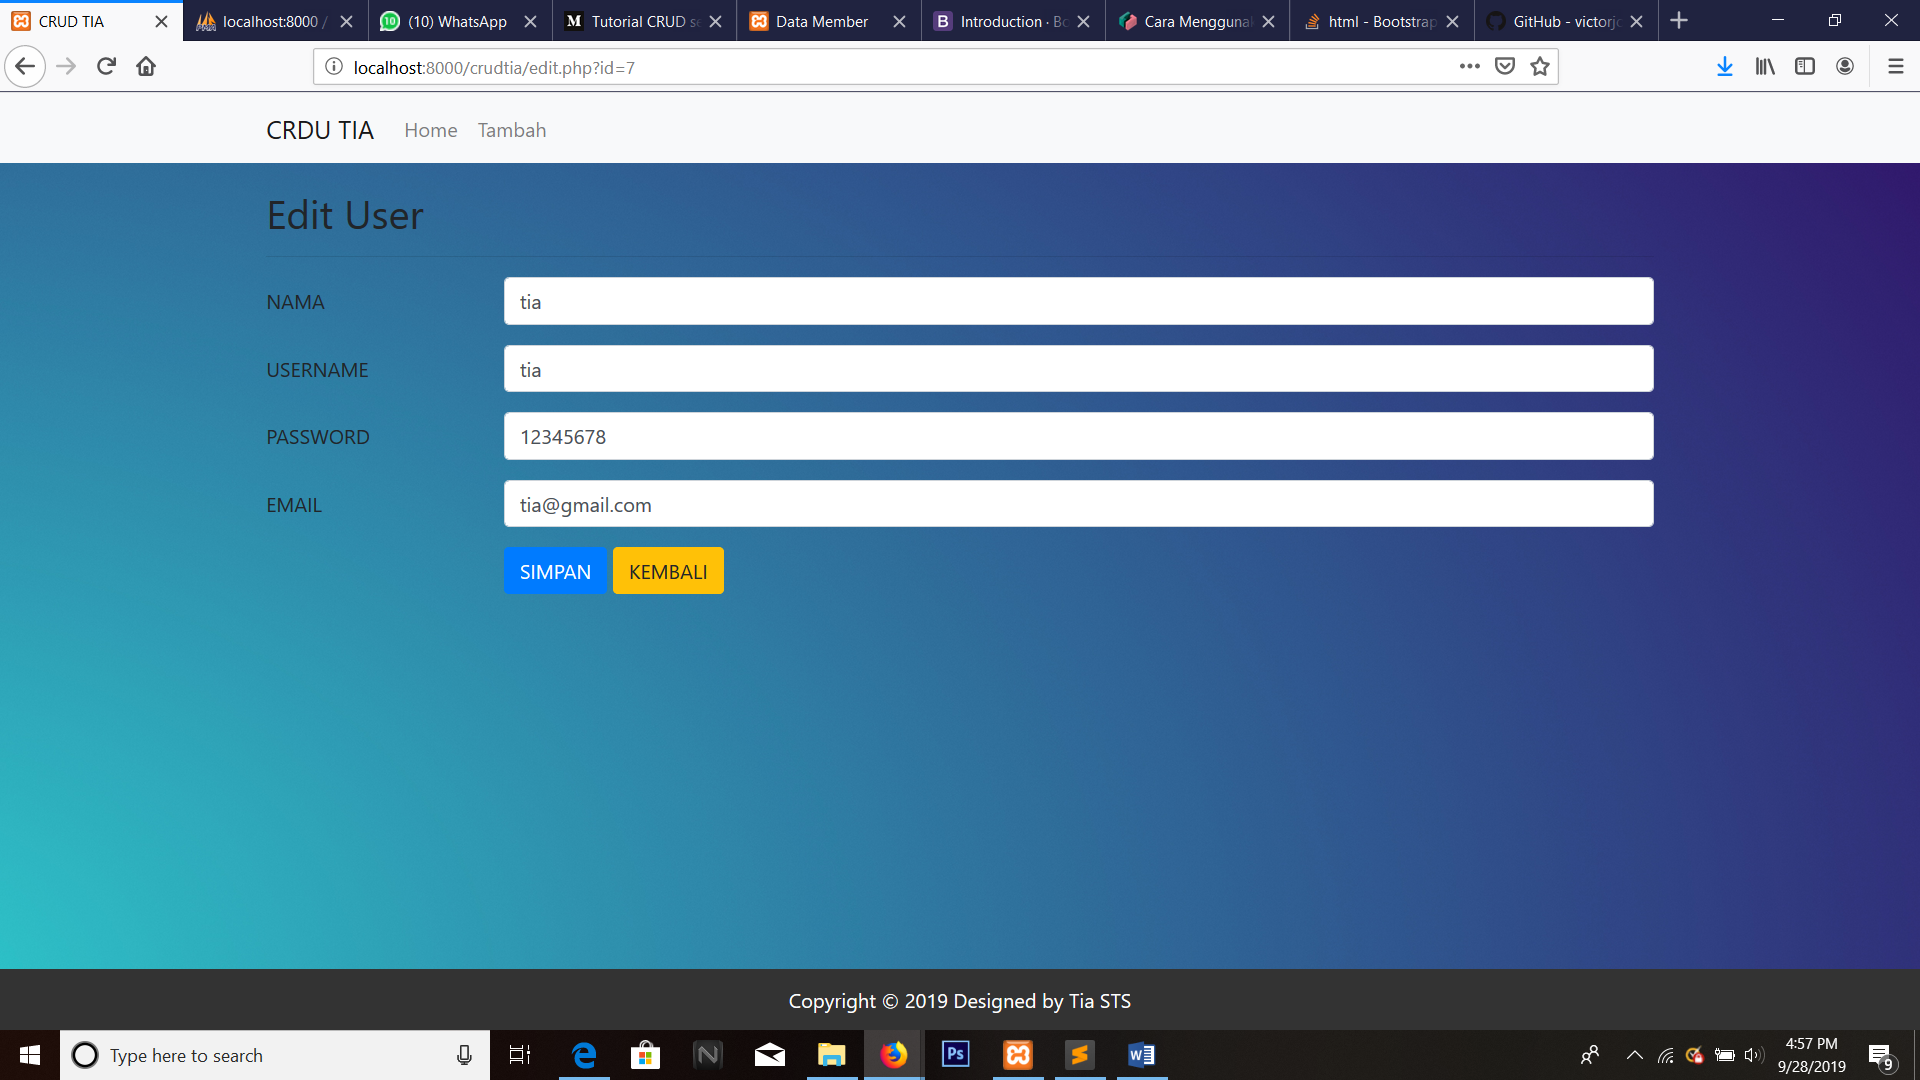 CRUD TIA
localhost:8000 /
(10) WhatsApp
Tutorial CRUD se
Data Member
Introduction · Bo
Cara Mengguna
html - Bootstrap
GitHub - victorjo
localhost:8000/crudtia/edit.php?id=7
CRDU TIA Home Tambah
Edit User
NAMA tia
USERNAME tia
PASSWORD 12345678
EMAIL tia@gmail.com
SIMPAN KEMBALI
Copyright © 2019 Designed by Tia STS
Type here to search
4:57 PM
9/28/2019
9